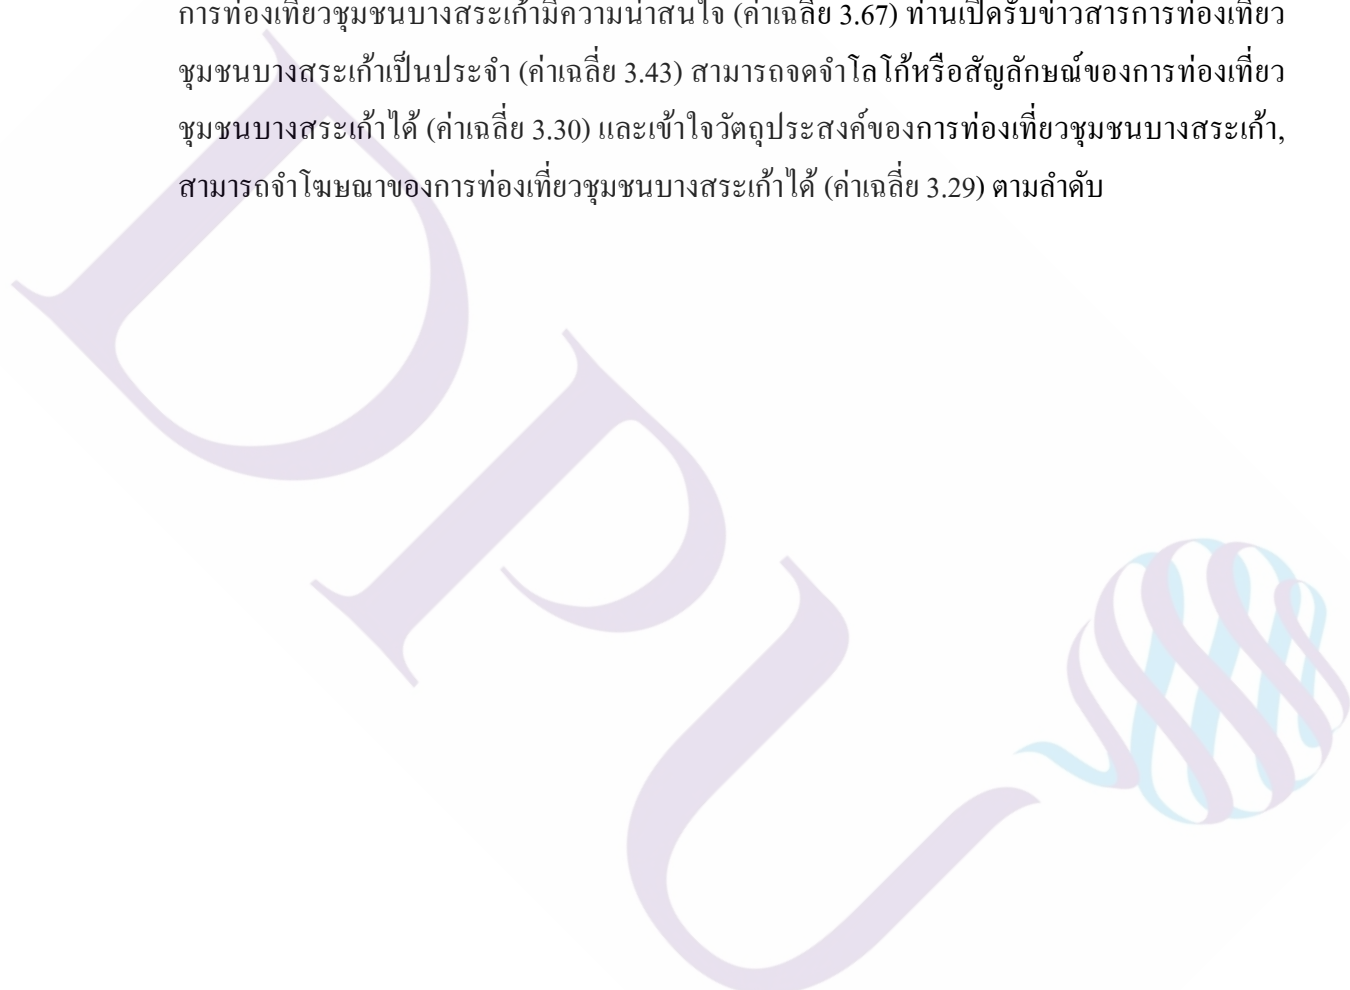 การท่องเที่ยวชุมชนบางสระเก้ามีความน่าสนใจ (ค่าเฉลี่ย 3.67) ท่านเปิดรับข่าวสารการท่องเที่ยว
ชุมชนบางสระเก้าเป็นประจำ (ค่าเฉลี่ย 3.43) สามารถจดจำโลโก้หรือสัญลักษณ์ของการท่องเที่ยว
ชุมชนบางสระเก้าได้ (ค่าเฉลี่ย 3.30) และเข้าใจวัตถุประสงค์ของการท่องเที่ยวชุมชนบางสระเก้า,
สามารถจำโฆษณาของการท่องเที่ยวชุมชนบางสระเก้าได้ (ค่าเฉลี่ย 3.29) ตามลำดับ
DPU